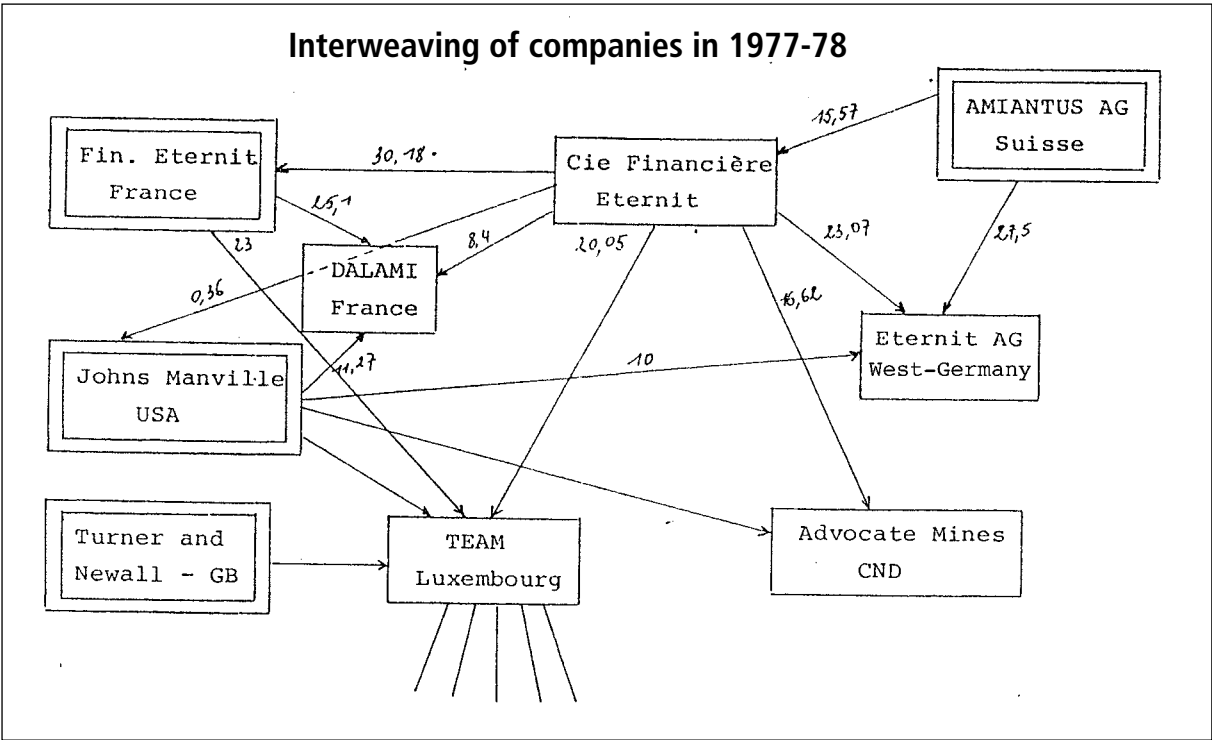 Interweaving of companies in 1977-78
AMIANTUS AG
Suisse
15,57
Fin. Eternit
France
30,18
Cie Financière
Eternit
25,1
23
8,4
20,05
23,07
27,5
DALAMI
France
0,36
16,62
Eternit AG
West-Germany
Johns Manville
USA
11,27
10
Turner and
Newall - GB
TEAM
Luxembourg
Advocate Mines
CND